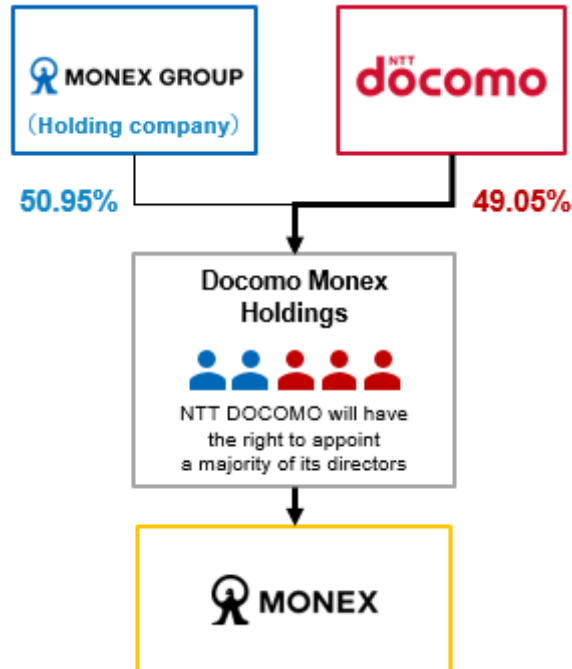 MONEX GROUP
（Holding company）
NTT
döcomo
50.95%
49.05%
Docomo Monex
Holdings
NTT DOCOMO will have
the right to appoint
a majority of its directors
MONEX